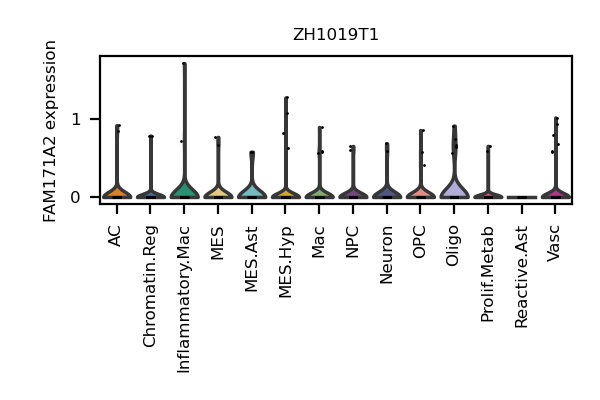 ZH1019T1
FAM171A2 expression
1
0
AC
Chromatin.Reg
Inflammatory.Mac
MES
MES.Ast
MES.Hyp
Mac
NPC
Neuron
OPC
Oligo
Prolif.Metab
Reactive.Ast
Vasc